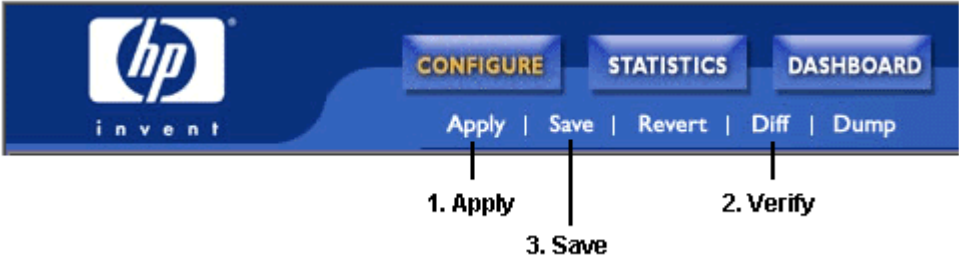 hp
invent
CONFIGURE STATISTICS DASHBOARD
Apply | Save | Revert | Diff | Dump
1. Apply 2. Verify
3. Save